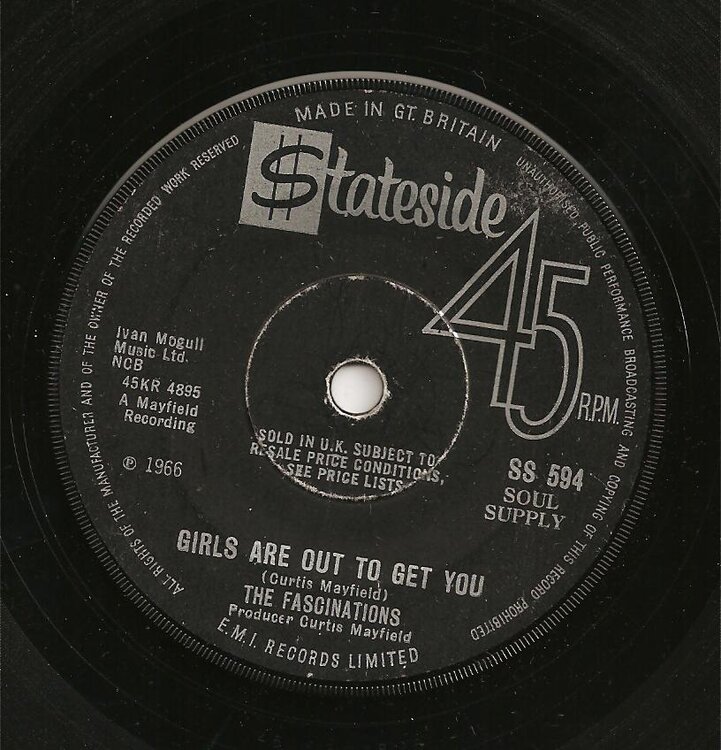 MADE IN GT. BRITAIN
UNAUTHORISED PUBLIC PERFORMANCE BROADCASTING AND COPYING OF THIS RECORD PROHIBITED
ALL RIGHTS OF THE MANUFACTURER AND OF THE OWNER OF THE RECORDED WORK RESERVED
$tateside
45
R.P.M.
Ivan Mogull
Music Ltd.
NCB
45KR 4895
A Mayfield
Recording
℗ 1966
SOLD IN U.K. SUBJECT TO
RESALE PRICE CONDITIONS,
SEE PRICE LISTS
SS 594
SOUL
SUPPLY
GIRLS ARE OUT TO GET YOU
(Curtis Mayfield)
THE FASCINATIONS
Producer Curtis Mayfield
E.M.I. RECORDS LIMITED